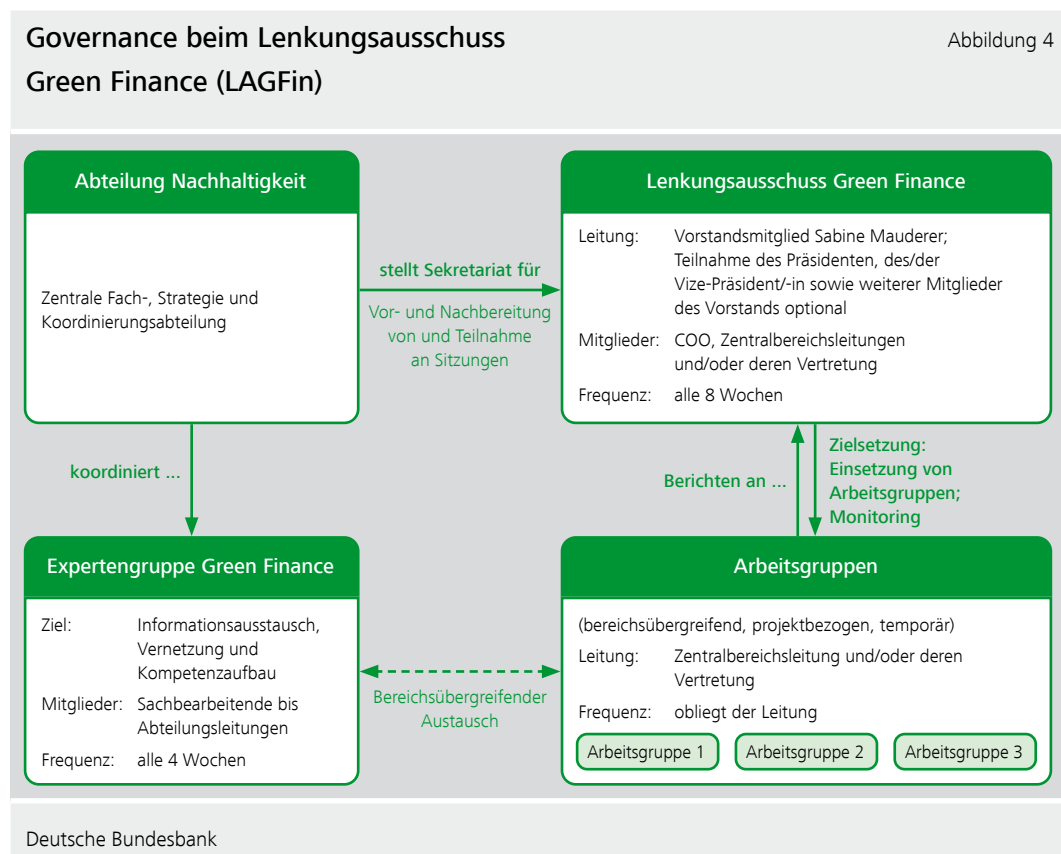 Governance beim Lenkungsausschuss
Green Finance (LAGFin)
Abbildung 4
Abteilung Nachhaltigkeit
Zentrale Fach-, Strategie und
Koordinierungsabteilung
stellt Sekretariat für
Vor- und Nachbereitung
von und Teilnahme
an Sitzungen
Lenkungsausschuss Green Finance
Leitung: Vorstandsmitglied Sabine Mauderer;
Teilnahme des Präsidenten, des/der
Vize-Präsident/-in sowie weiterer Mitglieder
des Vorstands optional
Mitglieder: COO, Zentralbereichsleitungen
und/oder deren Vertretung
Frequenz: alle 8 Wochen
koordiniert ...
Berichten an ...
Zielsetzung:
Einsetzung von
Arbeitsgruppen;
Monitoring
Expertengruppe Green Finance
Ziel: Informationsaustausch,
Vernetzung und
Kompetenzaufbau
Mitglieder: Sachbearbeitende bis
Abteilungsleitungen
Frequenz: alle 4 Wochen
Bereichsübergreifender
Austausch
Arbeitsgruppen
(bereichsübergreifend, projektbezogen, temporär)
Leitung: Zentralbereichsleitung und/oder deren
Vertretung
Frequenz: obliegt der Leitung
Arbeitsgruppe 1
Arbeitsgruppe 2
Arbeitsgruppe 3
Deutsche Bundesbank